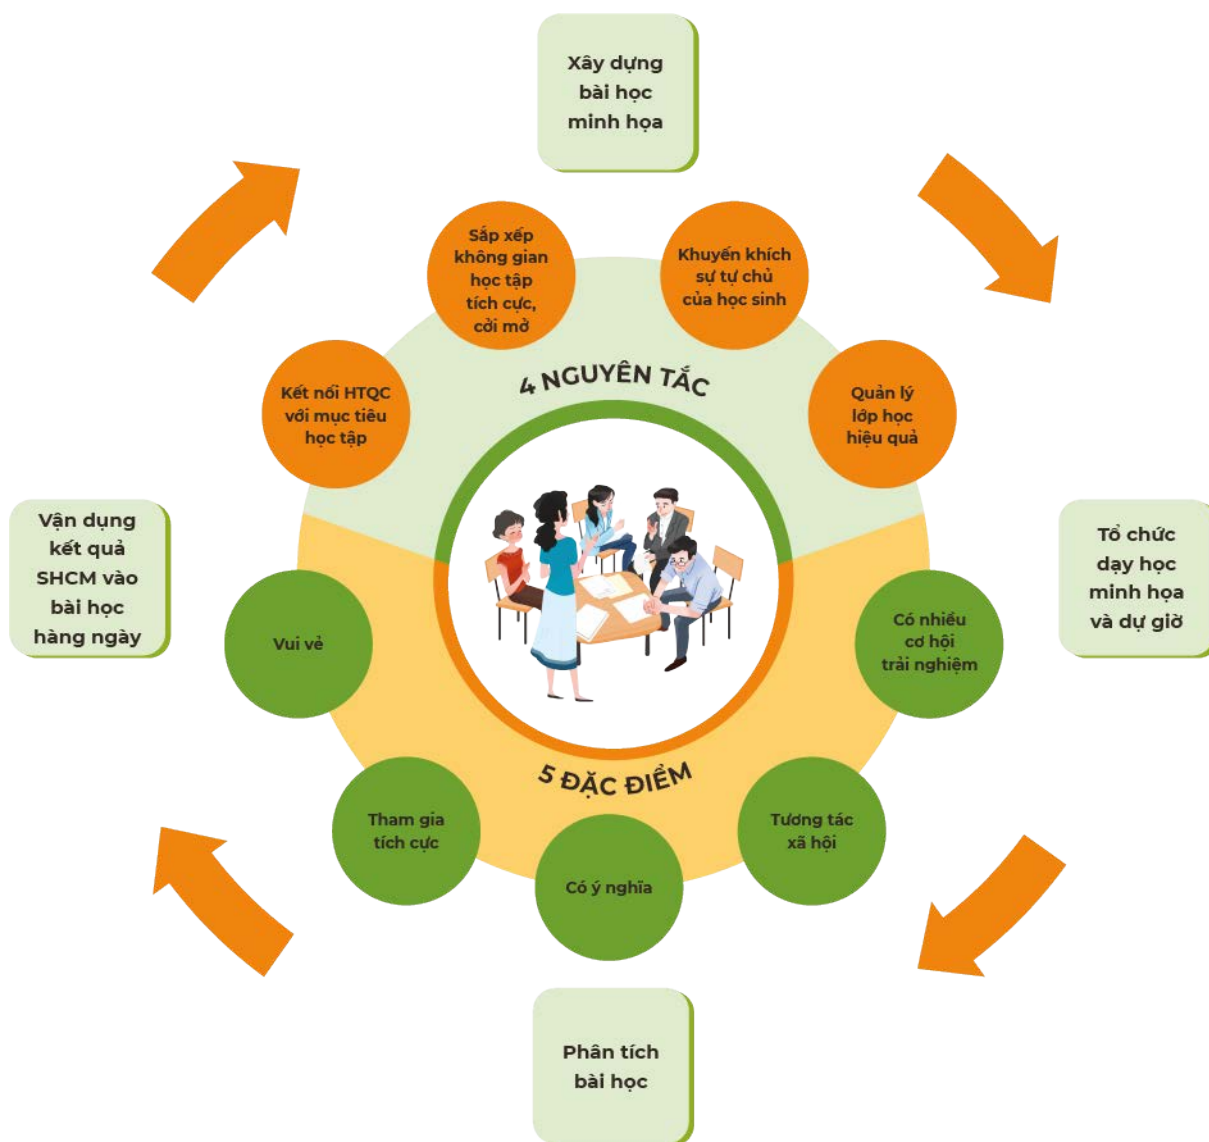 Xây dựng
bài học
minh họa
Sắp xếp
không gian
học tập
tích cực,
cởi mở
Khuyến khích
sự tự chủ
của học sinh
Kết nối HTQC
với mục tiêu
học tập
4 NGUYÊN TẮC
Quản lý
lớp học
hiệu quả
Vận dụng
kết quả
SHCM vào
bài học
hàng ngày
Tổ chức
dạy học
minh họa
và dự giờ
Vui vẻ
Có nhiều
cơ hội
trải nghiệm
5 ĐẶC ĐIỂM
Tham gia
tích cực
Tương tác
xã hội
Có ý nghĩa
Phân tích
bài học